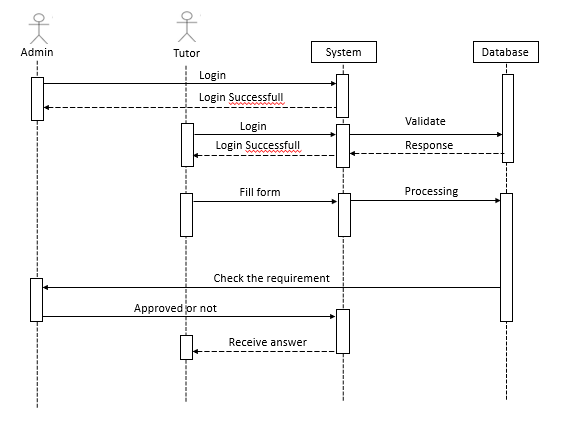 Admin
Tutor
System
Database
Login
Login Successfull
Login
Validate
Login Successfull
Response
Fill form
Processing
Check the requirement
Approved or not
Receive answer